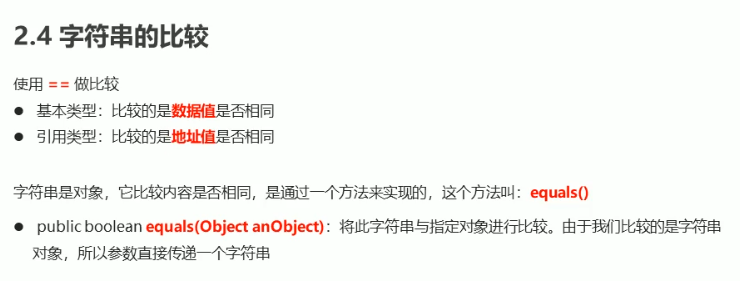 2.4 字符串的比较
使用 == 做比较
● 基本类型：比较的是数据值是否相同
● 引用类型：比较的是地址值是否相同
字符串是对象，它比较内容是否相同，是通过一个方法来实现的，这个方法叫：equals()
● public boolean equals(Object anObject)：将此字符串与指定对象进行比较。由于我们比较的是字符串
对象，所以参数直接传递一个字符串